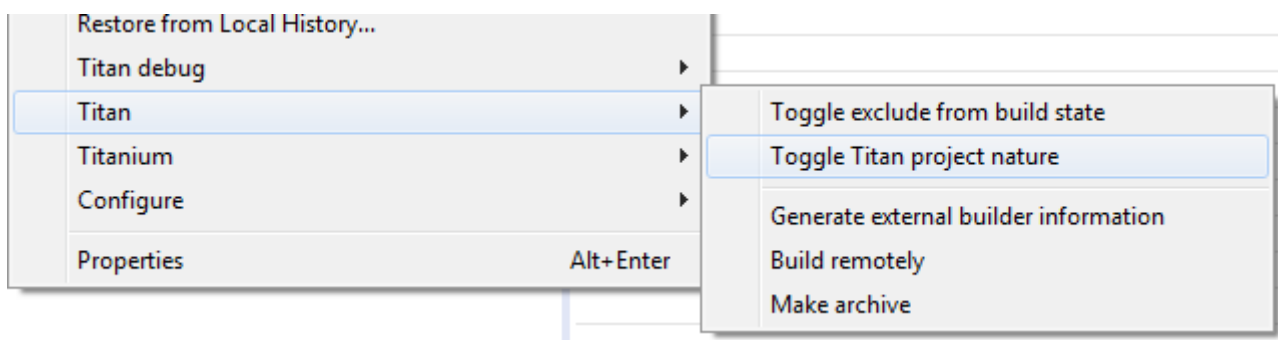 Restore from Local History...
Titan debug
Titan
Titanium
Configure
Properties Alt+Enter
Toggle exclude from build state
Toggle Titan project nature
Generate external builder information
Build remotely
Make archive